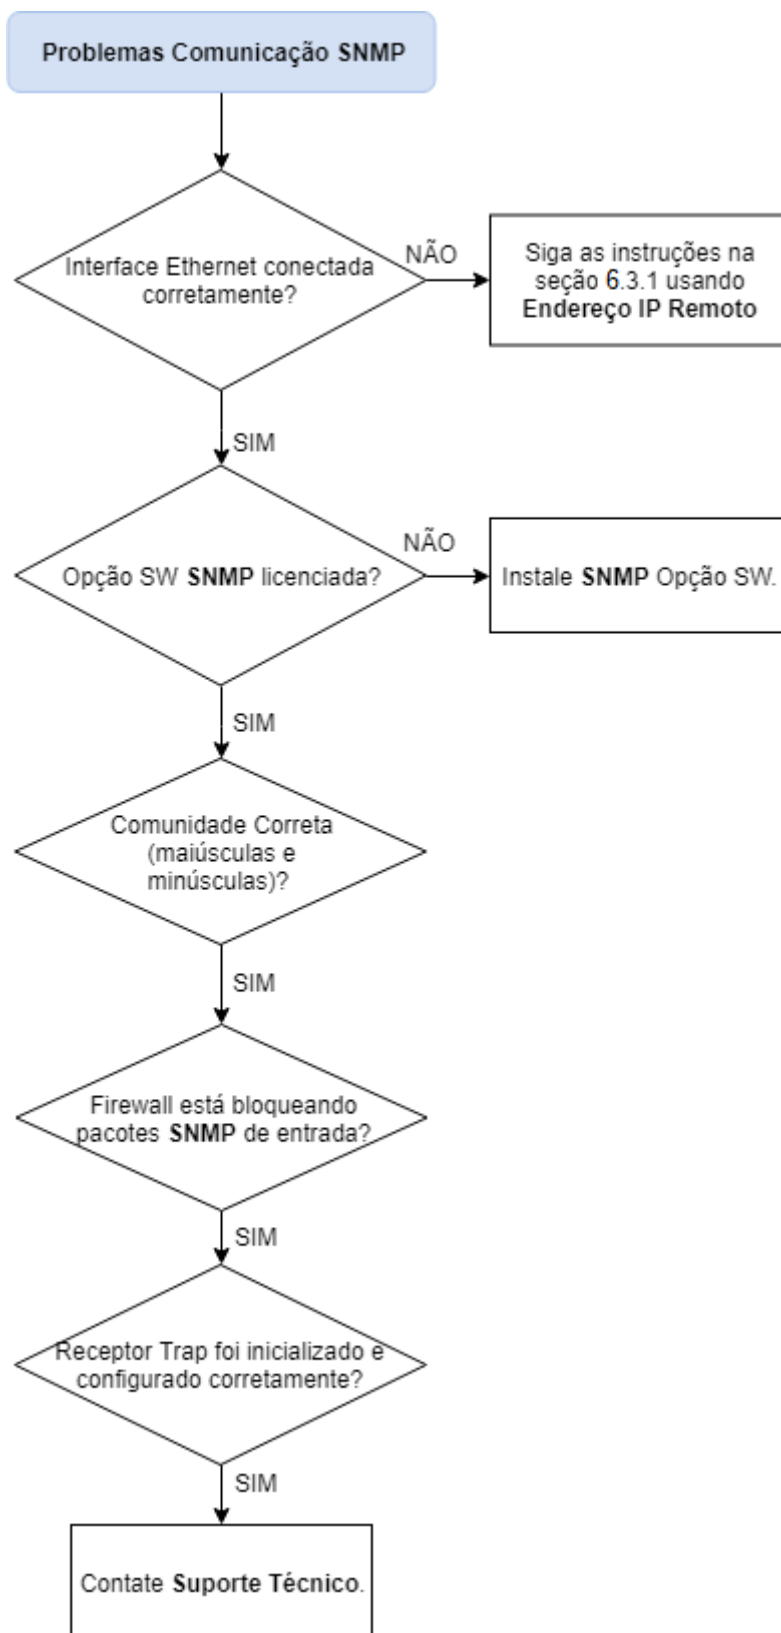 Problemas Comunicação SNMP
Interface Ethernet conectada
corretamente?
NÃO
Siga as instruções na
seção 6.3.1 usando
Endereço IP Remoto
SIM
Opção SW SNMP licenciada?
NÃO
Instale SNMP Opção SW.
SIM
Comunidade Correta
(maiúsculas e
minúsculas)?
SIM
Firewall está bloqueando
pacotes SNMP de entrada?
SIM
Receptor Trap foi inicializado e
configurado corretamente?
SIM
Contate Suporte Técnico.